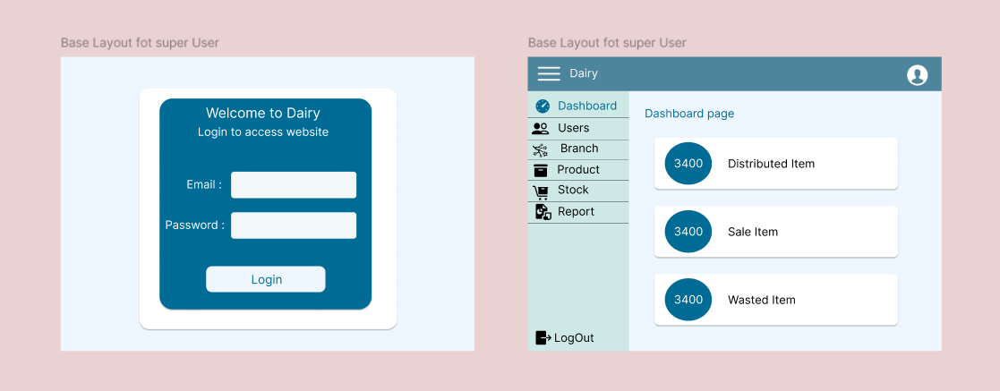 Base Layout fot super User
Welcome to Dairy
Login to access website
Email :
Password :
Login
Base Layout fot super User
Dairy
Dashboard
Users
Branch
Product
Stock
Report
LogOut
Dashboard page
3400 Distributed Item
3400 Sale Item
3400 Wasted Item